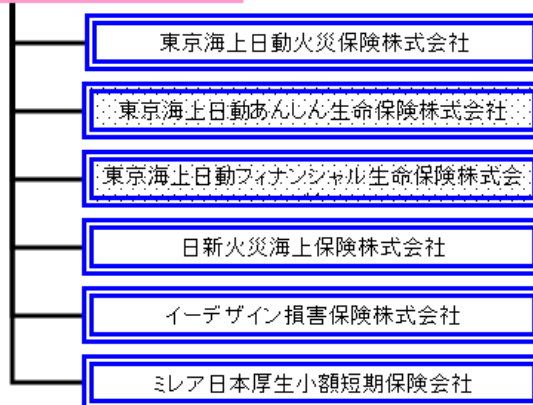 東京海上日動火災保険株式会社
東京海上日動あんしん生命保険株式会社
東京海上日動フィナンシャル生命保険株式会
日新火災海上保険株式会社
イーデザイン損害保険株式会社
ミレア日本厚生小額短期保険会社